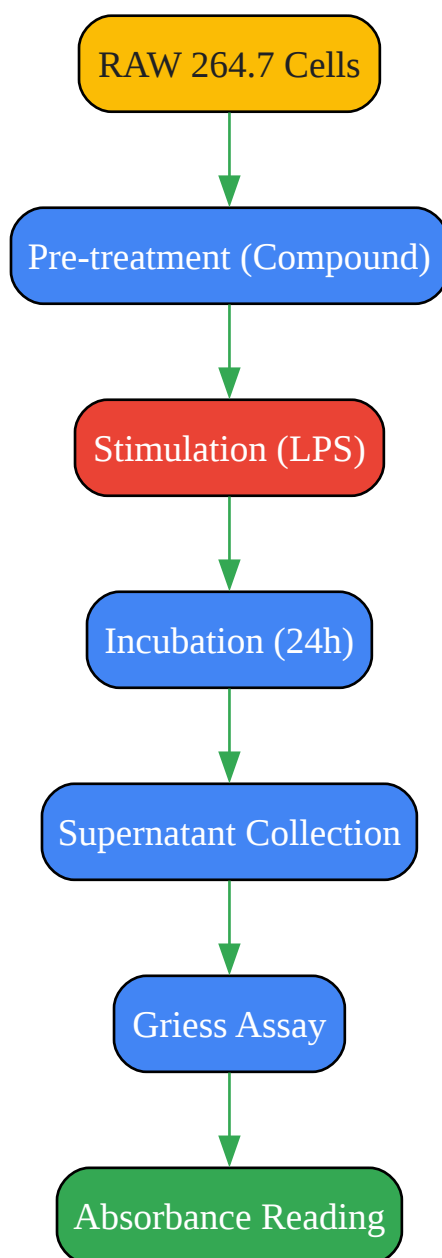 RAW 264.7 Cells
Pre-treatment (Compound)
Stimulation (LPS)
Incubation (24h)
Supernatant Collection
Griess Assay
Absorbance Reading